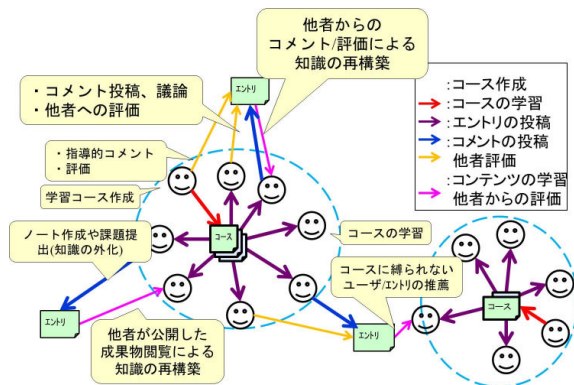 他者からの
コメント/評価による
知識の再構築
・コメント投稿、議論
・他者への評価
エントリ
:コース作成
:コースの学習
:エントリの投稿
:コメントの投稿
:他者評価
:コンテンツの学習
他者からの評価
・指導的コメント
・評価
学習コース作成
コース
コースの学習
ノート作成や課題提
出(知識の外化)
コースに縛られない
ユーザ/エントリの推薦
コース
エントリ
エントリ
他者が公開した
成果物閲覧による
知識の再構築